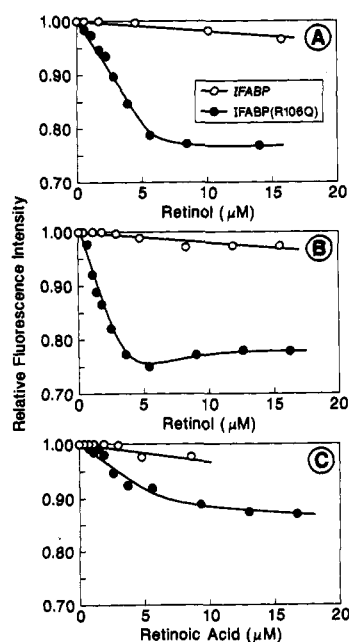 Relative Fluorescence Intensity
A
1.00
0.90
0.80
0.70
IFABP
IFABP(R106Q)
0 5 10 15 20
Retinol (μM)
B
1.00
0.90
0.80
0.70
0 5 10 15 20
Retinol (μM)
C
1.00
0.90
0.80
0.70
0.60
0 5 10 15 20
Retinoic Acid (μM)